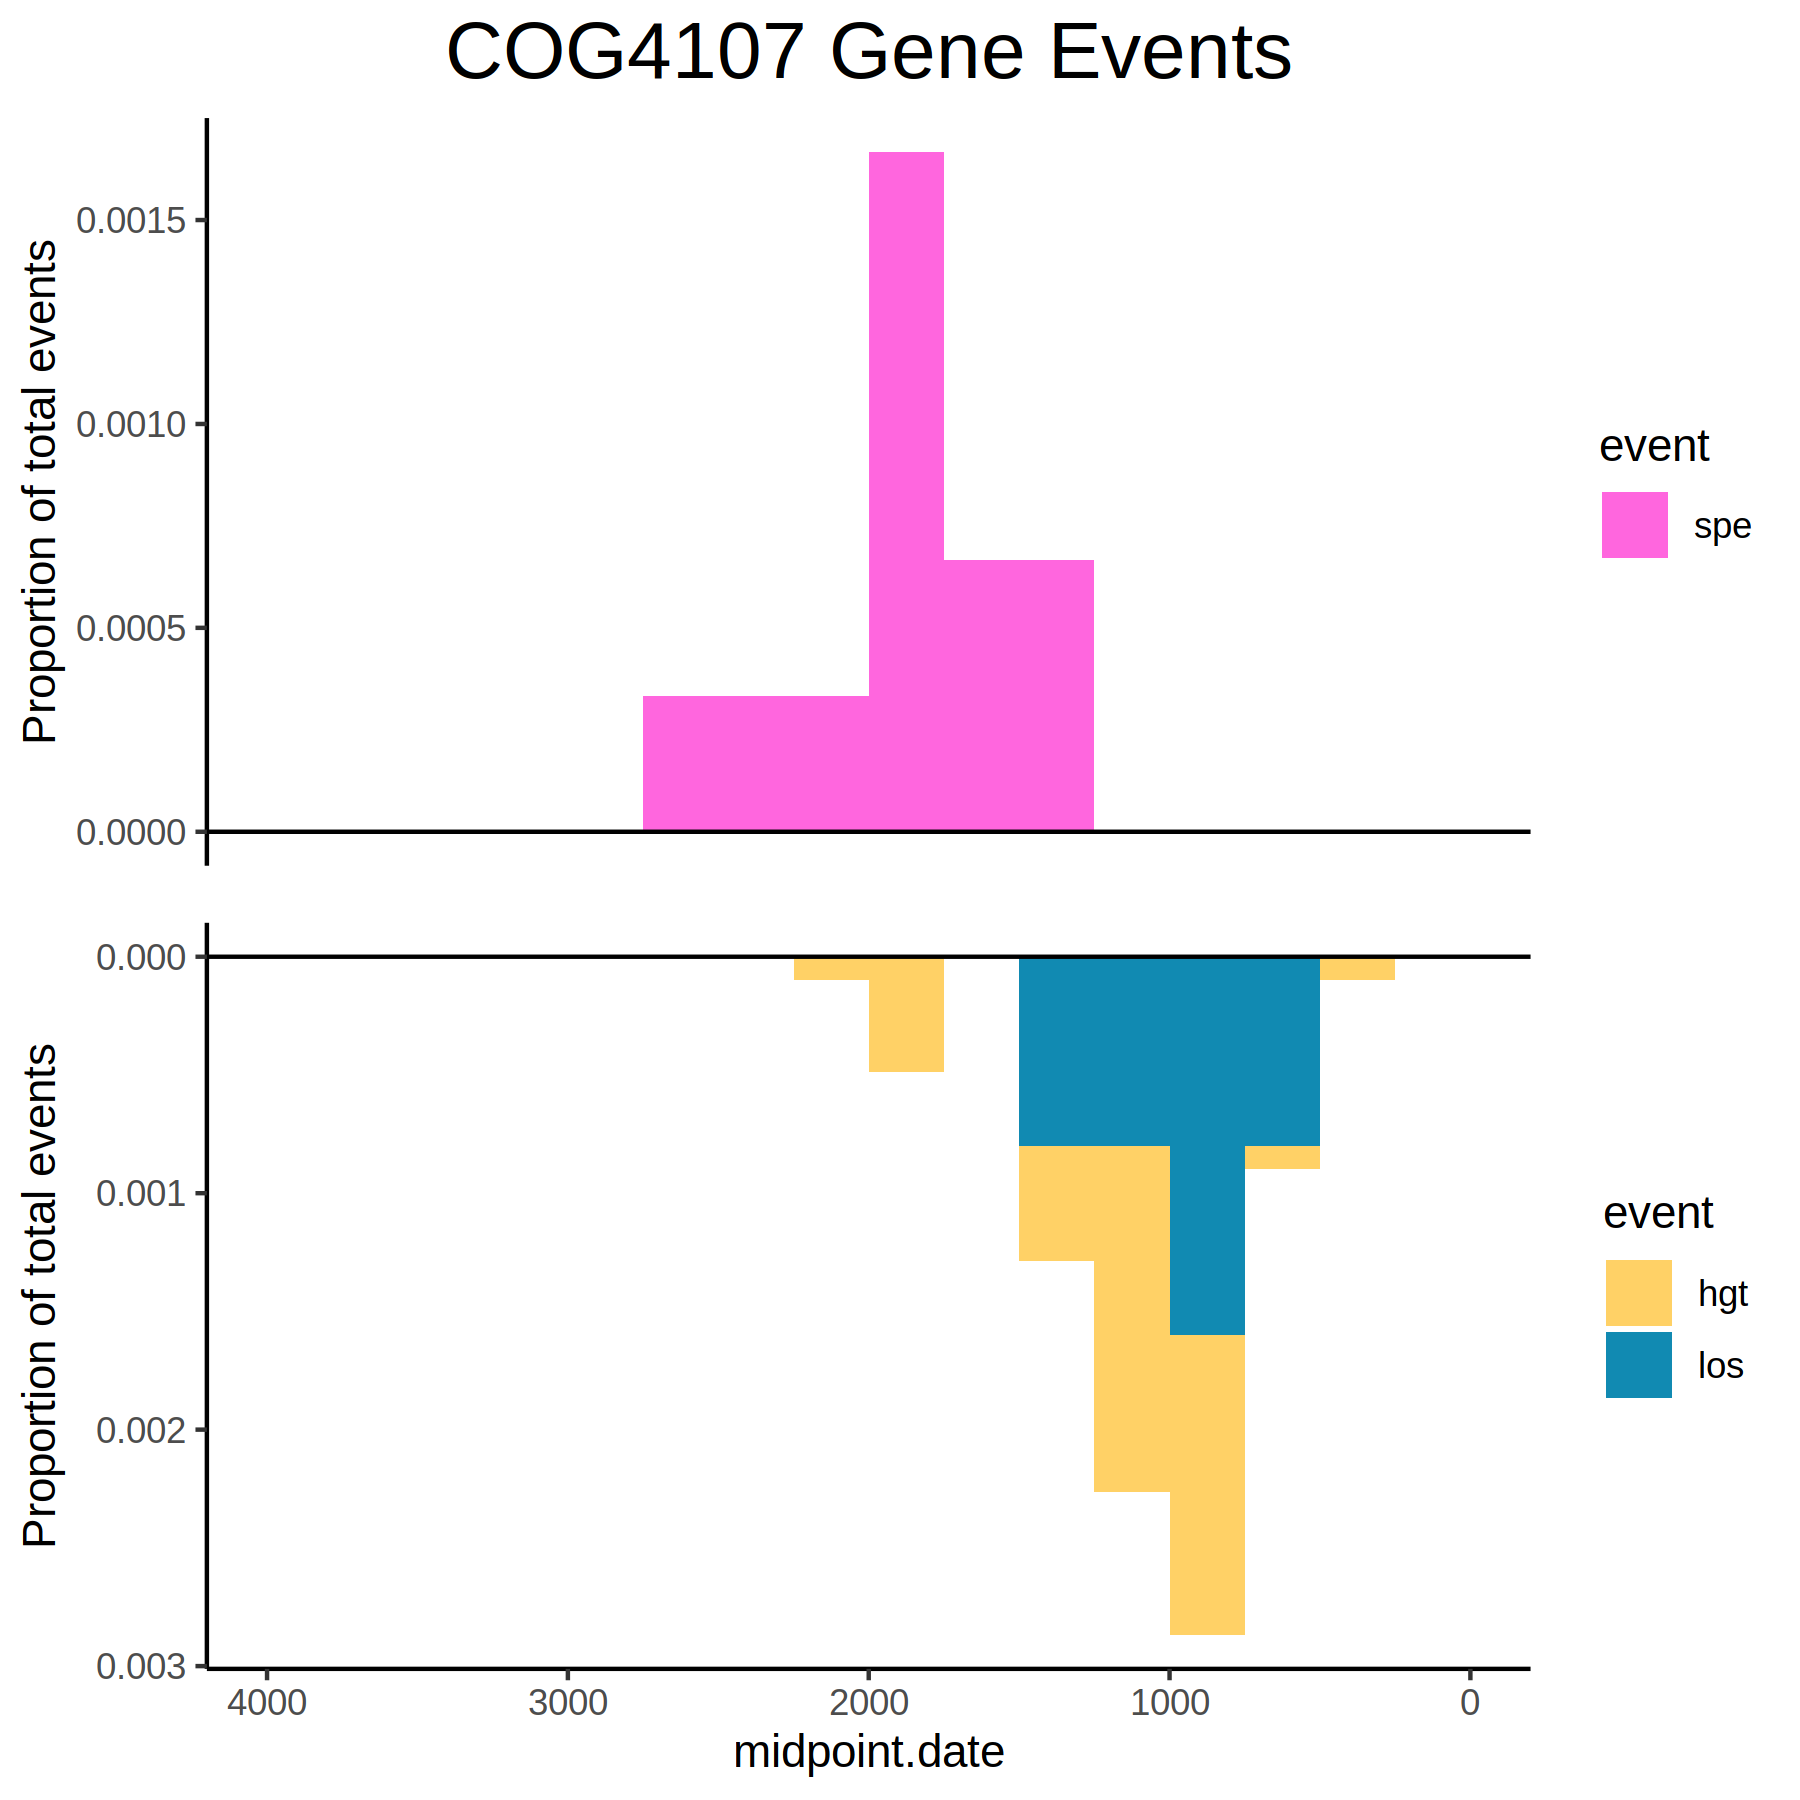 COG4107 Gene Events
Proportion of total events
0.0015
0.0010
0.0005
0.0000
event
spe
Proportion of total events
0.000
0.001
0.002
0.003
event
hgt
los
4000 3000 2000 1000 0
midpoint.date